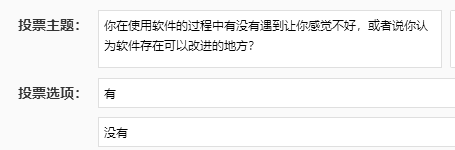 投票主题：
你在使用软件的过程中有没有遇到让你感觉不好，或者说你认
为软件存在可以改进的地方？
投票选项：
有
没有